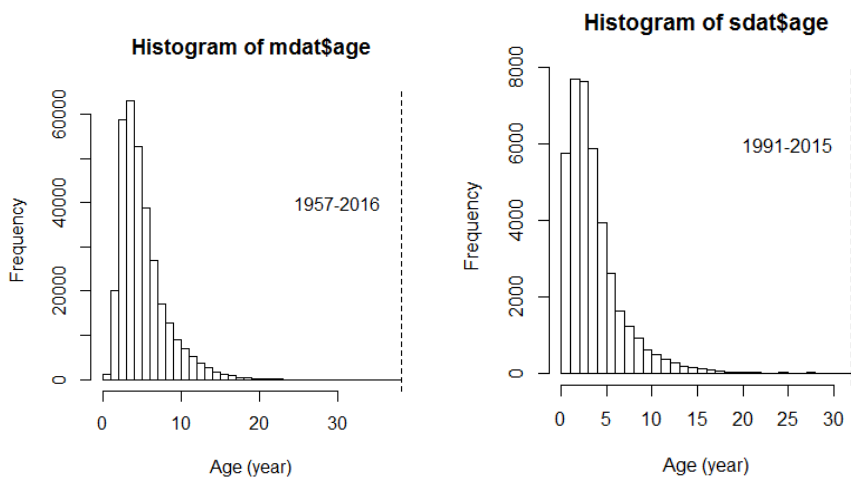 Histogram of mdat$age
Frequency
60000
40000
20000
0
1957-2016
0 10 20 30
Age (year)
Histogram of sdat$age
Frequency
8000
6000
4000
2000
0
1991-2015
0 5 10 15 20 25 30
Age (year)